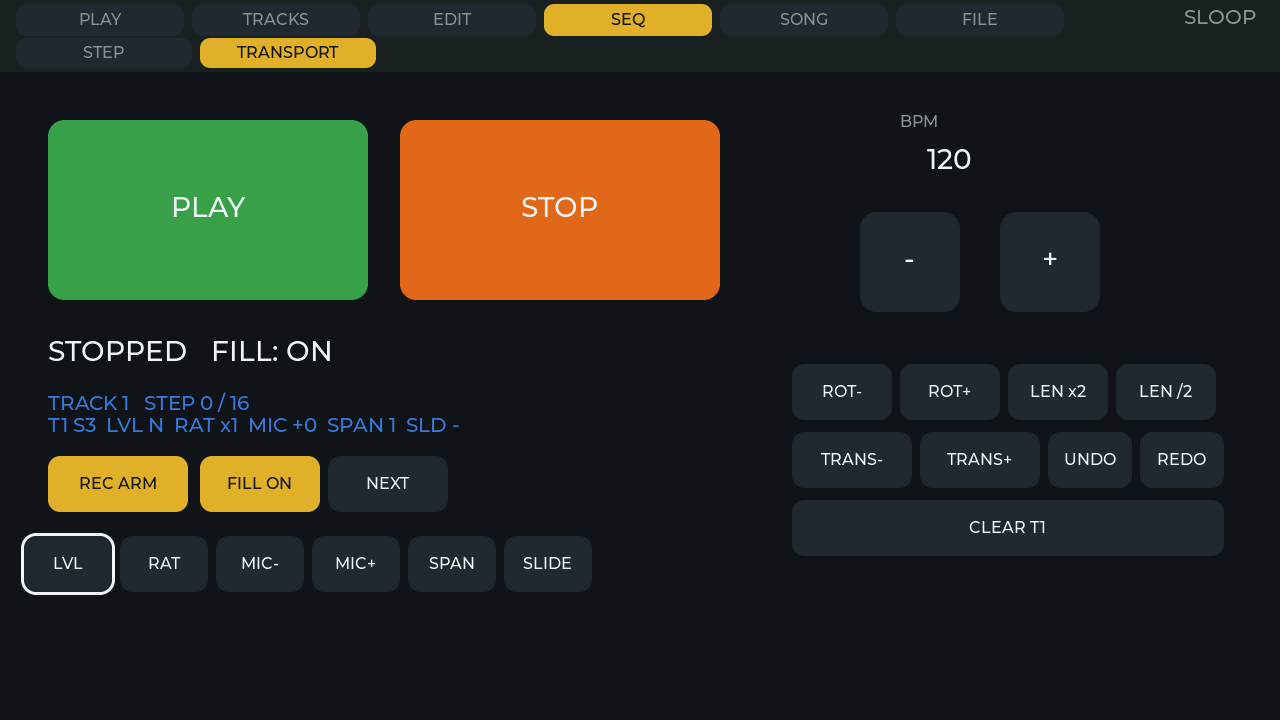 PLAY TRACKS EDIT SEQ SONG FILE SLOOP
STEP TRANSPORT
BPM
120
PLAY STOP - +
STOPPED FILL: ON
TRACK 1 STEP 0 / 16
T1 S3 LVL N RAT x1 MIC +0 SPAN 1 SLD -
REC ARM FILL ON NEXT
LVL RAT MIC- MIC+ SPAN SLIDE
ROT- ROT+ LEN x2 LEN /2
TRANS- TRANS+ UNDO REDO
CLEAR T1